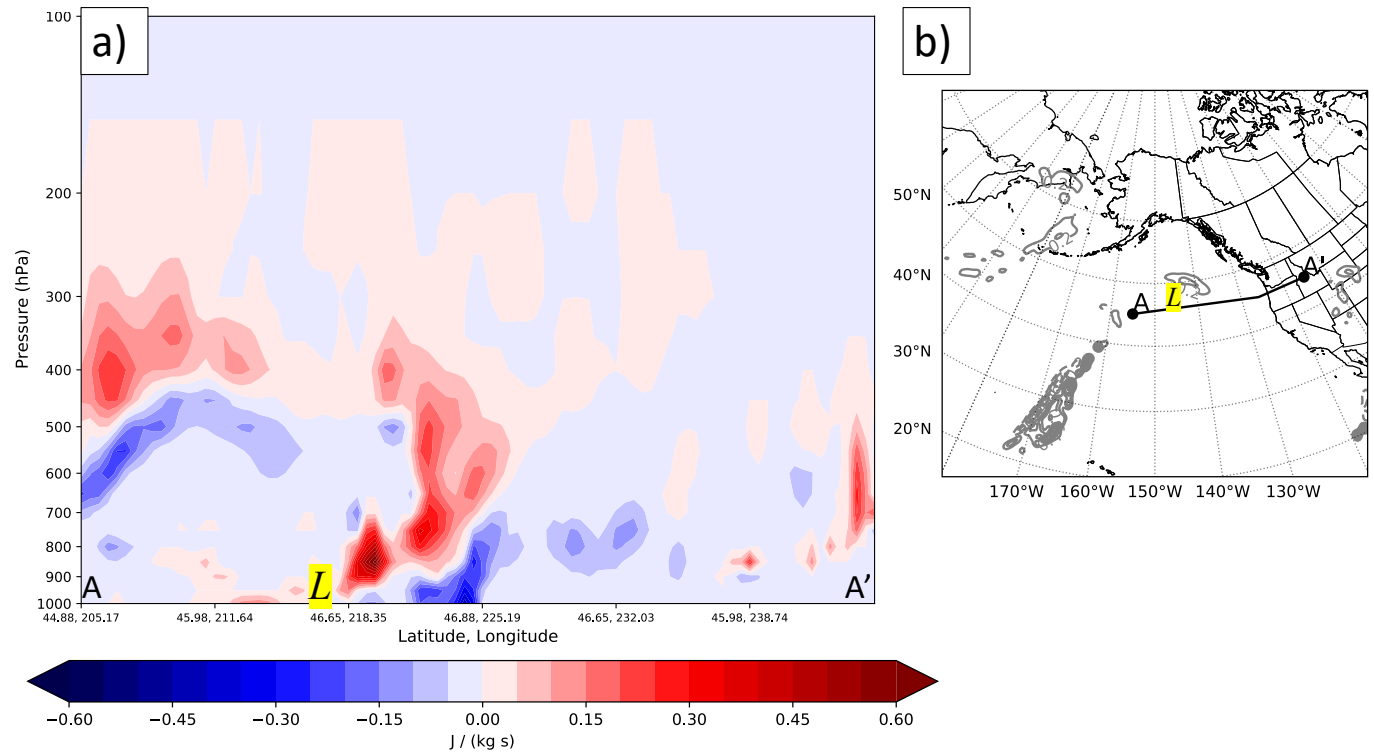 a)
100
200
300
400
500
600
700
800
900
1000
Pressure (hPa)
A
L
A’
44.88, 205.17
45.98, 211.64
46.65, 218.35
46.88, 225.19
46.65, 232.03
45.98, 238.74
Latitude, Longitude
−0.60
−0.45
−0.30
−0.15
0.00
0.15
0.30
0.45
0.60
J / (kg s)
b)
50°N
40°N
30°N
20°N
A
L
A'
170°W
160°W
150°W
140°W
130°W